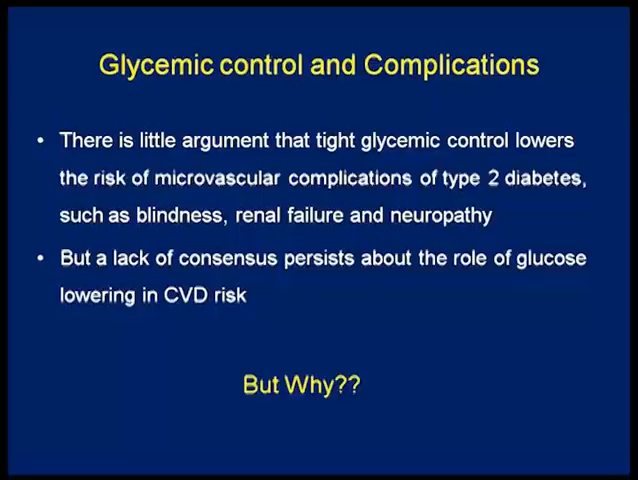 Glycemic control and Complications
• There is little argument that tight glycemic control lowers
the risk of microvascular complications of type 2 diabetes,
such as blindness, renal failure and neuropathy
• But a lack of consensus persists about the role of glucose
lowering in CVD risk
But Why??